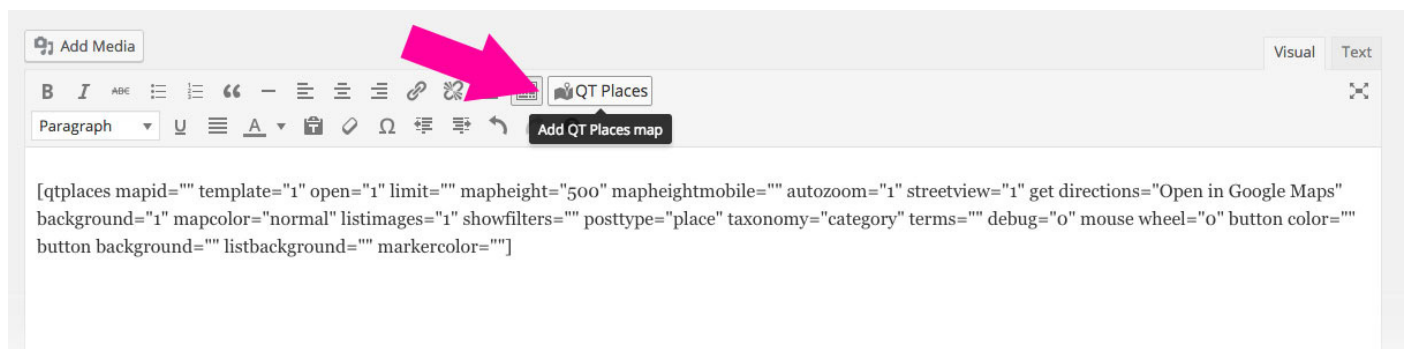 Add Media
Visual Text
B I ABC QT Places
Paragraph U A Ω
Add QT Places map
[qtplaces mapid="" template="1" open="1" limit="" mapheight="500" mapheightmobile="" autozoom="1" streetview="1" get directions="Open in Google Maps"
background="1" mapcolor="normal" listimages="1" showfilters="" posttype="place" taxonomy="category" terms="" debug="0" mouse wheel="0" button color=""
button background="" listbackground="" markercolor=""]